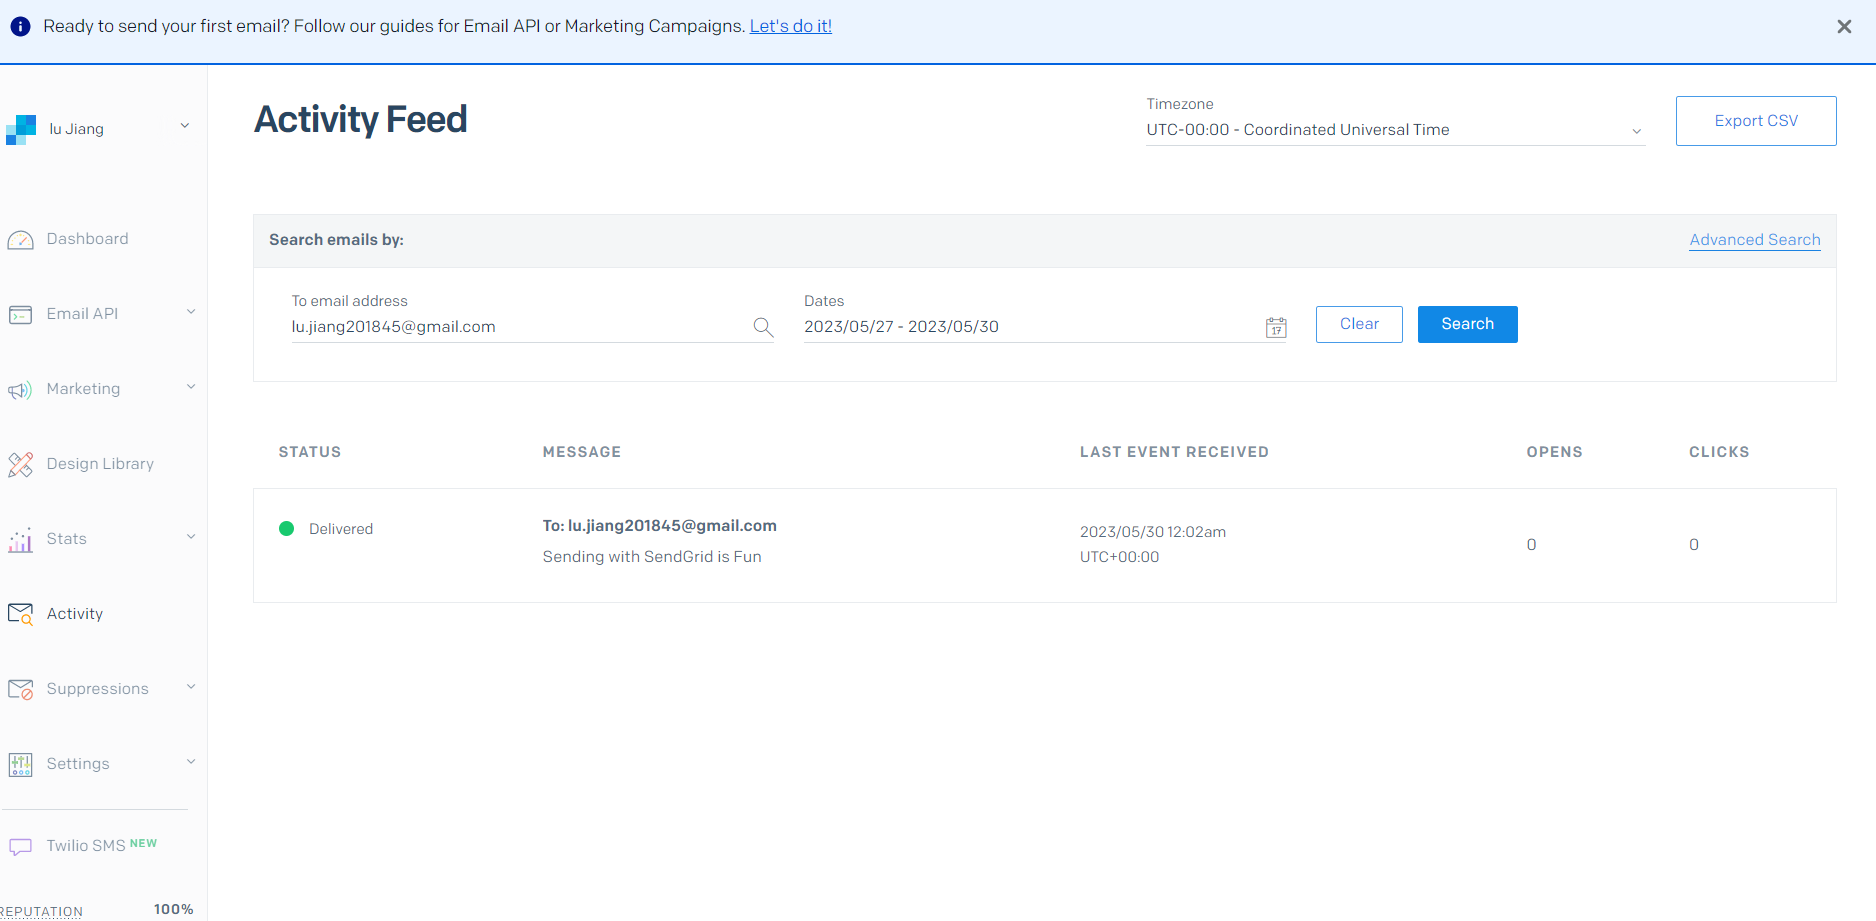 Ready to send your first email? Follow our guides for Email API or Marketing Campaigns. Let's do it!
lu Jiang
Dashboard
Email API
Marketing
Design Library
Stats
Activity
Suppressions
Settings
Twilio SMS NEW
REPUTATION 100%
Activity Feed
Timezone
UTC-00:00 - Coordinated Universal Time
Export CSV
Search emails by:
Advanced Search
To email address
lu.jiang201845@gmail.com
Dates
2023/05/27 - 2023/05/30
17
Clear
Search
STATUS MESSAGE LAST EVENT RECEIVED OPENS CLICKS
Delivered
To: lu.jiang201845@gmail.com
Sending with SendGrid is Fun
2023/05/30 12:02am
UTC+00:00
0
0